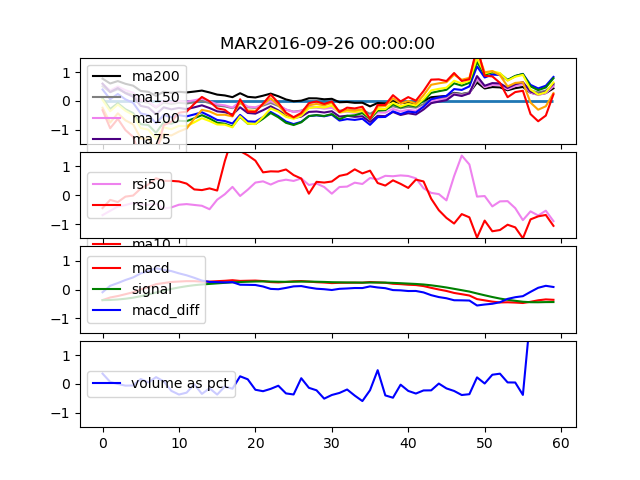 MAR2016-09-26 00:00:00
1
0
−1
ma200
ma150
ma100
ma75
1
0
−1
rsi50
rsi20
ma10
1
0
−1
macd
signal
macd_diff
1
0
−1
volume as pct
0 10 20 30 40 50 60